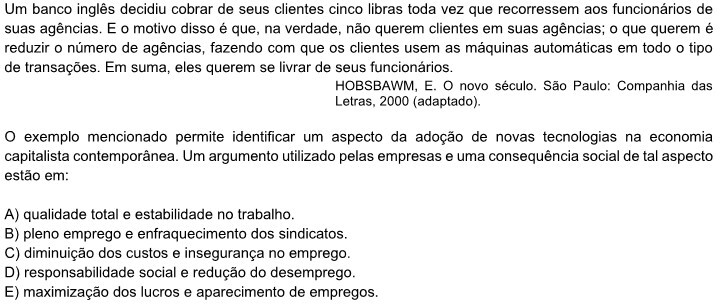 Um banco inglês decidiu cobrar de seus clientes cinco libras toda vez que recorressem aos funcionários de
suas agências. E o motivo disso é que, na verdade, não querem clientes em suas agências; o que querem é
reduzir o número de agências, fazendo com que os clientes usem as máquinas automáticas em todo o tipo
de transações. Em suma, eles querem se livrar de seus funcionários.
HOBSBAWM, E. O novo século. São Paulo: Companhia das
Letras, 2000 (adaptado).
O exemplo mencionado permite identificar um aspecto da adoção de novas tecnologias na economia
capitalista contemporânea. Um argumento utilizado pelas empresas e uma consequência social de tal aspecto
estão em:
A) qualidade total e estabilidade no trabalho.
B) pleno emprego e enfraquecimento dos sindicatos.
C) diminuição dos custos e insegurança no emprego.
D) responsabilidade social e redução do desemprego.
E) maximização dos lucros e aparecimento de empregos.